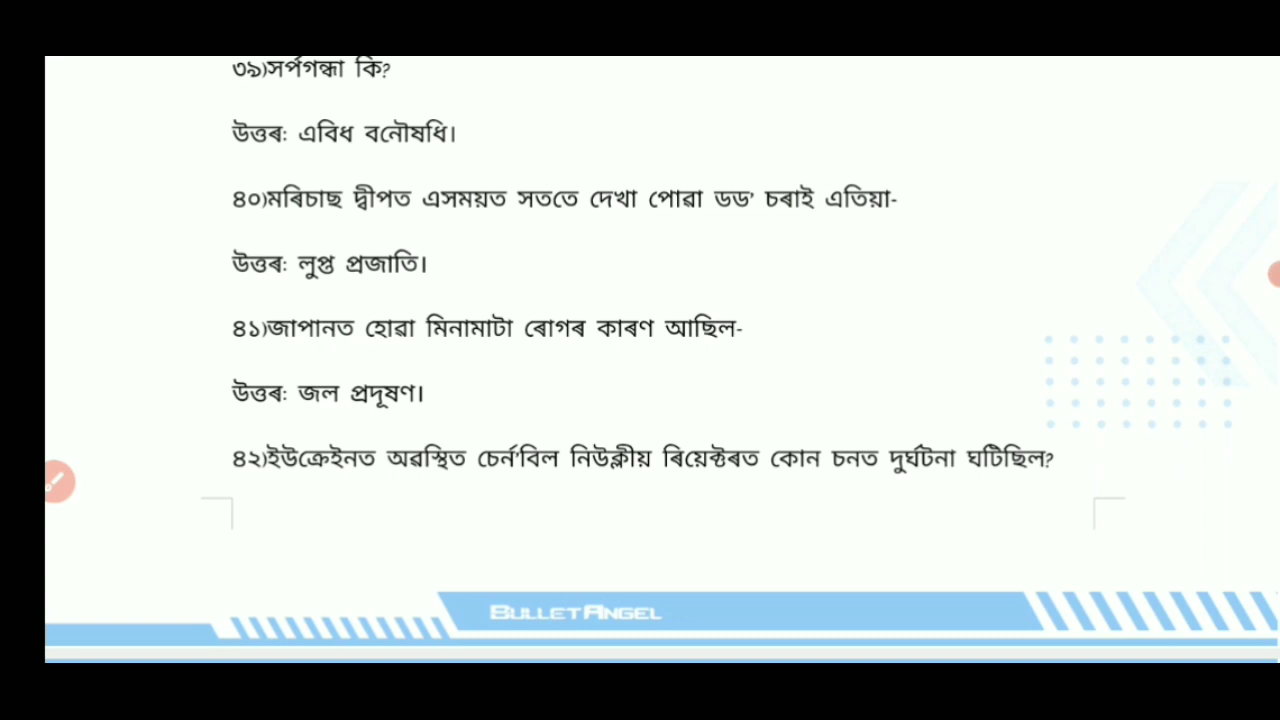 ৩৯)সৰ্পগন্ধা কি?
উত্তৰ: এবিধ বনৌষধি।
৪০)মৰিচাছ দ্বীপত এসময়ত সততে দেখা পোৱা ডড’ চৰাই এতিয়া-
উত্তৰ: লুপ্ত প্ৰজাতি।
৪১)জাপানত হোৱা মিনামাটা ৰোগৰ কাৰণ আছিল-
উত্তৰ: জল প্ৰদূষণ।
৪২)ইউক্ৰেইনত অৱস্থিত চেৰ্ন’বিল নিউক্লীয় ৰিয়েক্টৰত কোন চনত দুৰ্ঘটনা ঘটিছিল?
BULLET ANGEL